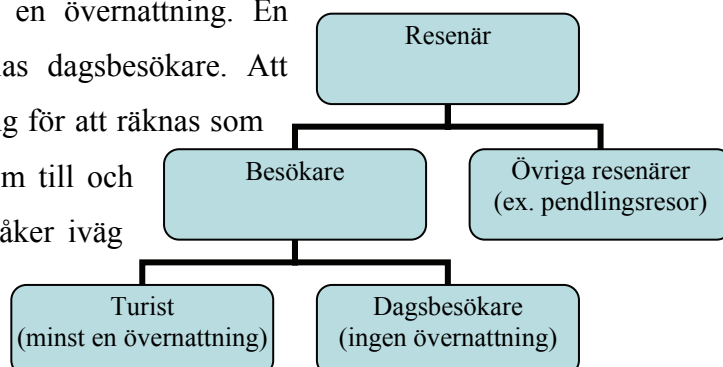 en övernattning. En
dagsbesökare. Att
för att räknas som
till och
åker iväg
Resenär
Besökare
Övriga resenärer
(ex. pendlingsresor)
Turist
(minst en övernattning)
Dagsbesökare
(ingen övernattning)